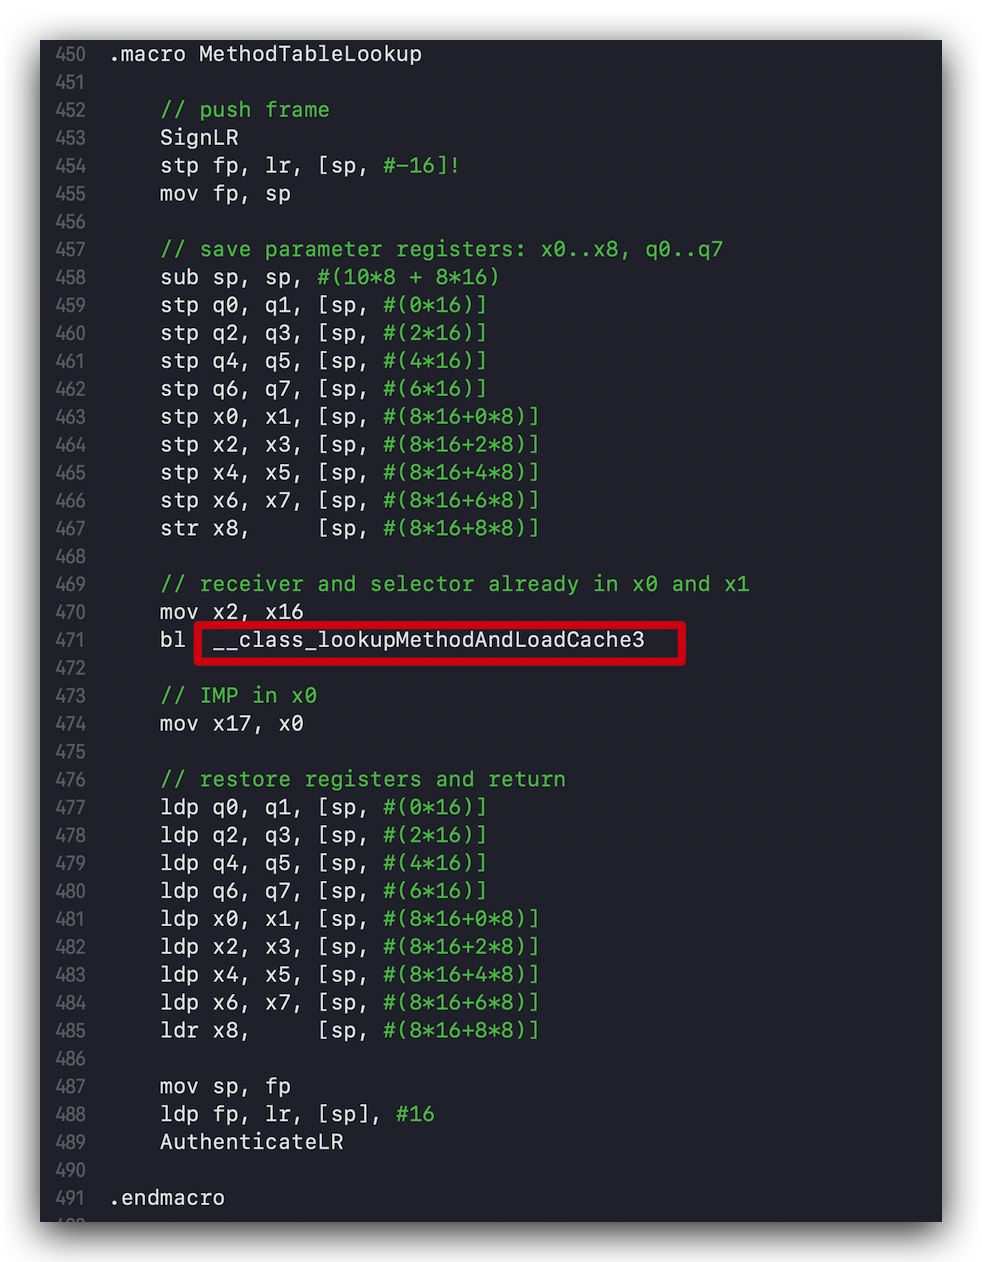 450 .macro MethodTableLookup
451
452 // push frame
453 SignLR
454 stp fp, lr, [sp, #-16]!
455 mov fp, sp
456
457 // save parameter registers: x0..x8, q0..q7
458 sub sp, sp, #(10*8 + 8*16)
459 stp q0, q1, [sp, #(0*16)]
460 stp q2, q3, [sp, #(2*16)]
461 stp q4, q5, [sp, #(4*16)]
462 stp q6, q7, [sp, #(6*16)]
463 stp x0, x1, [sp, #(8*16+0*8)]
464 stp x2, x3, [sp, #(8*16+2*8)]
465 stp x4, x5, [sp, #(8*16+4*8)]
466 stp x6, x7, [sp, #(8*16+6*8)]
467 str x8, [sp, #(8*16+8*8)]
468
469 // receiver and selector already in x0 and x1
470 mov x2, x16
471 bl __class_lookupMethodAndLoadCache3
472
473 // IMP in x0
474 mov x17, x0
475
476 // restore registers and return
477 ldp q0, q1, [sp, #(0*16)]
478 ldp q2, q3, [sp, #(2*16)]
479 ldp q4, q5, [sp, #(4*16)]
480 ldp q6, q7, [sp, #(6*16)]
481 ldp x0, x1, [sp, #(8*16+0*8)]
482 ldp x2, x3, [sp, #(8*16+2*8)]
483 ldp x4, x5, [sp, #(8*16+4*8)]
484 ldp x6, x7, [sp, #(8*16+6*8)]
485 ldr x8, [sp, #(8*16+8*8)]
486
487 mov sp, fp
488 ldp fp, lr, [sp], #16
489 AuthenticateLR
490
491 .endmacro